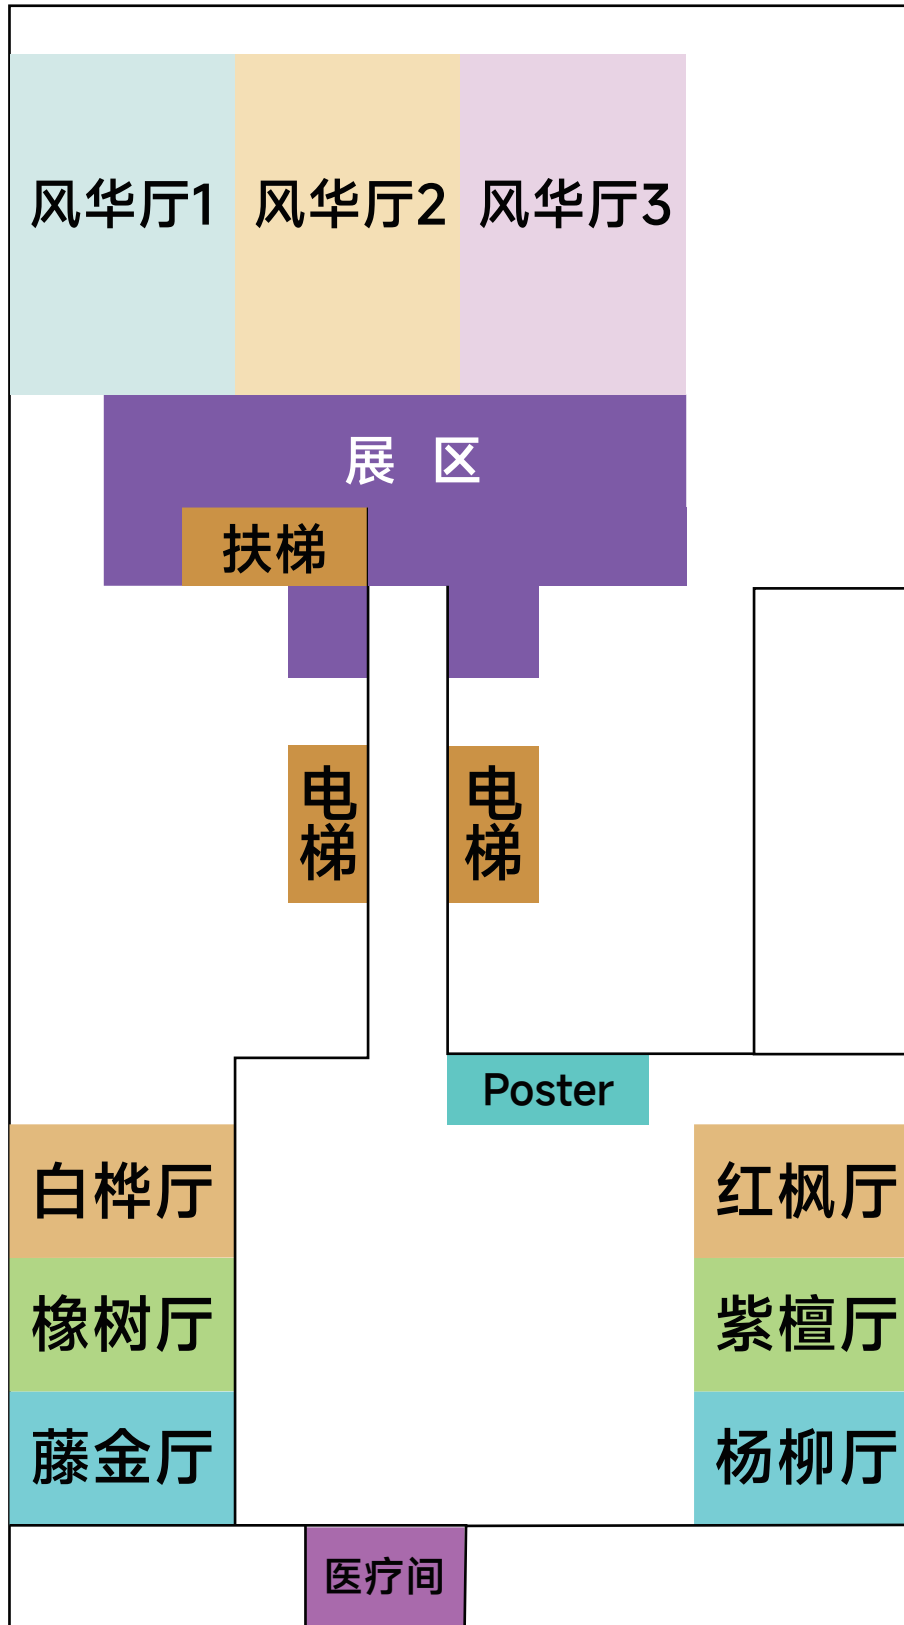 风华厅1 风华厅2 风华厅3
展 区
扶梯
电梯 电梯
Poster
白桦厅 红枫厅
橡树厅 紫檀厅
藤金厅 杨柳厅
医疗间